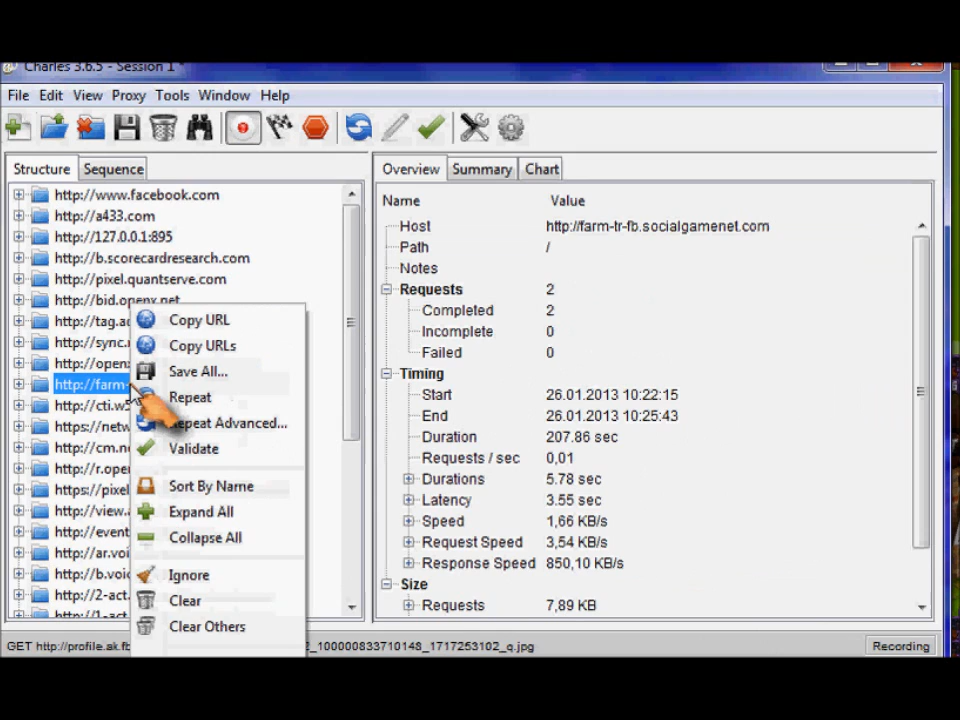 Charles 3.6.5 - Session 1 *
File Edit View Proxy Tools Window Help
Structure Sequence
http://www.facebook.com
http://a433.com
http://127.0.0.1:895
http://b.scorecardresearch.com
http://pixel.quantserve.com
http://bid.openx.net
http://tag.a
http://sync.
http://open
http://farm-
http://cti.w
https://netw
http://cm.n
http://r.ope
https://pixel
http://view.
http://event
http://ar.voi
http://b.voi
http://2-act.
http://1-act
Copy URL
Copy URLs
Save All...
Repeat
Repeat Advanced...
Validate
Sort By Name
Expand All
Collapse All
Ignore
Clear
Clear Others
Overview Summary Chart
Name Value
Host http://farm-tr-fb.socialgamenet.com
Path /
Notes
Requests 2
Completed 2
Incomplete 0
Failed 0
Timing
Start 26.01.2013 10:22:15
End 26.01.2013 10:25:43
Duration 207.86 sec
Requests / sec 0,01
Durations 5.78 sec
Latency 3.55 sec
Speed 1,66 KB/s
Request Speed 3,54 KB/s
Response Speed 850,10 KB/s
Size
Requests 7,89 KB
GET http://profile.ak.fb 2_100000833710148_1717253102_q.jpg
Recording